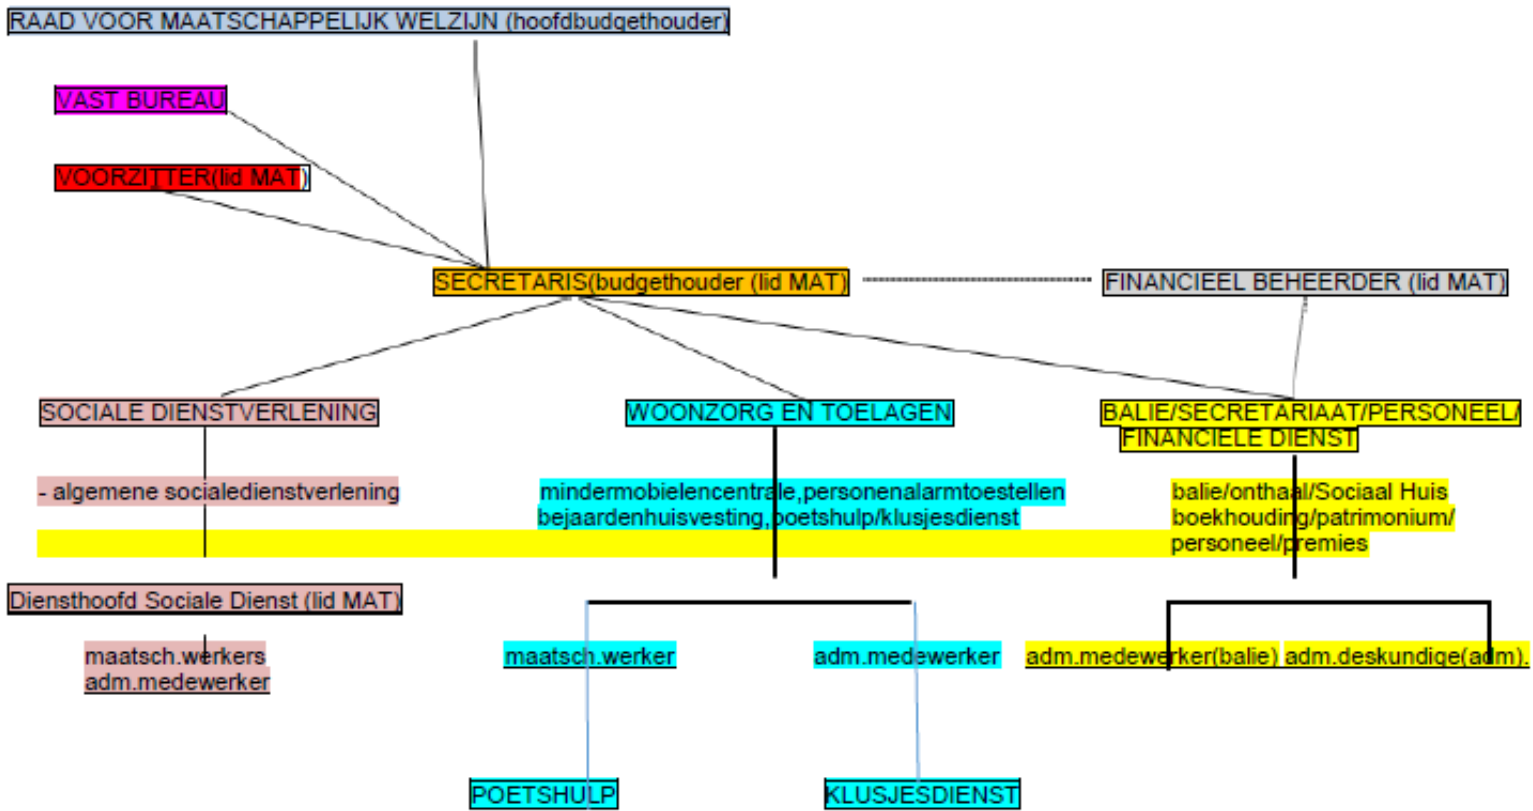 RAAD VOOR MAATSCHAPPELIJK WELZIJN (hoofdbudgethouder)
VAST BUREAU
VOORZITTER(lid MAT)
SECRETARIS(budgethouder (lid MAT)
FINANCIEEL BEHEERDER (lid MAT)
SOCIALE DIENSTVERLENING
WOONZORG EN TOELAGEN
BALIE/SECRETARIAAT/PERSONEEL/
FINANCIELE DIENST
- algemene socialedienstverlening
mindermobielencentrale,personenalarmtoestellen
bejaardenhuisvesting,poetshulp/klusjesdienst
balie/onthaal/Sociaal Huis
boekhouding/patrimonium/
personeel/premies
Diensthoofd Sociale Dienst (lid MAT)
maatsch.werkers
adm.medewerker
maatsch.werker
adm.medewerker
adm.medewerker(balie)
adm.deskundige(adm).
POETSHULP
KLUSJESDIENST